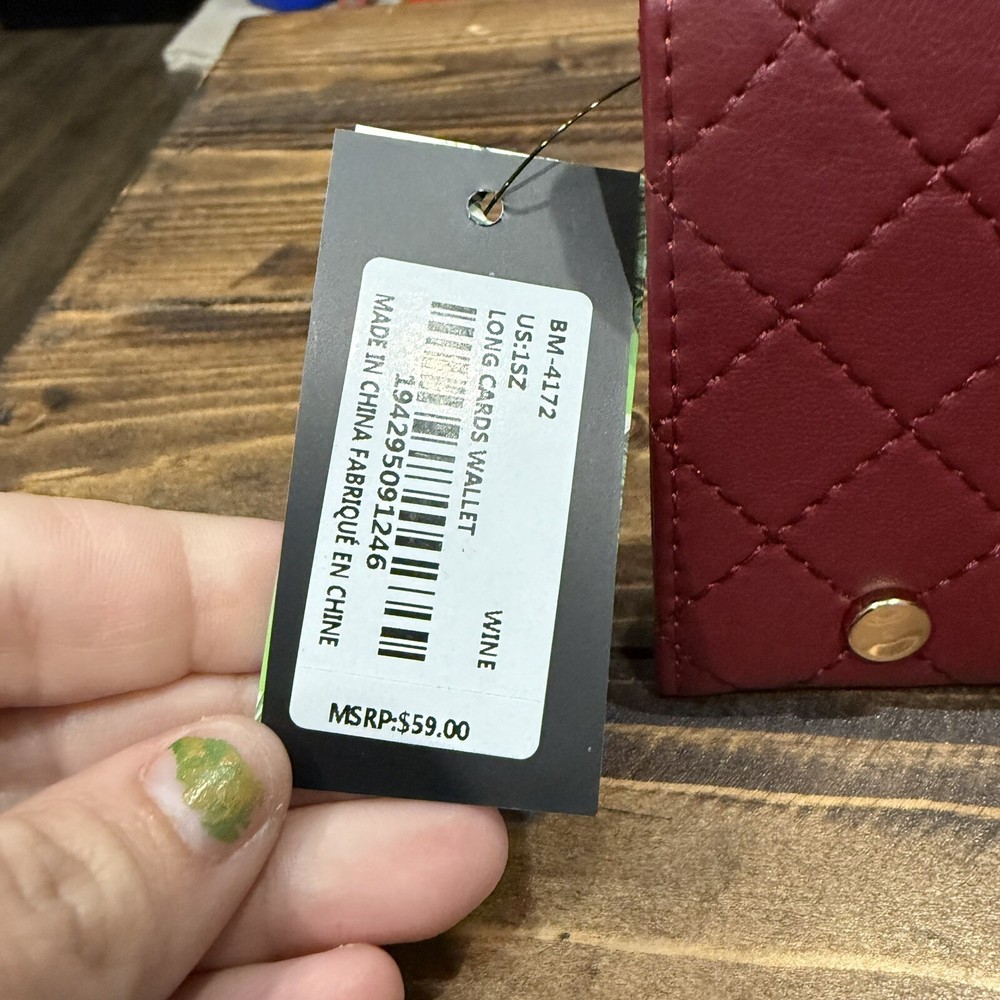 BM-4172
US:1SZ
LONG CARDS WALLET
WINE
194295091246
MADE IN CHINA FABRIQUÉ EN CHINE
MSRP:$59.00